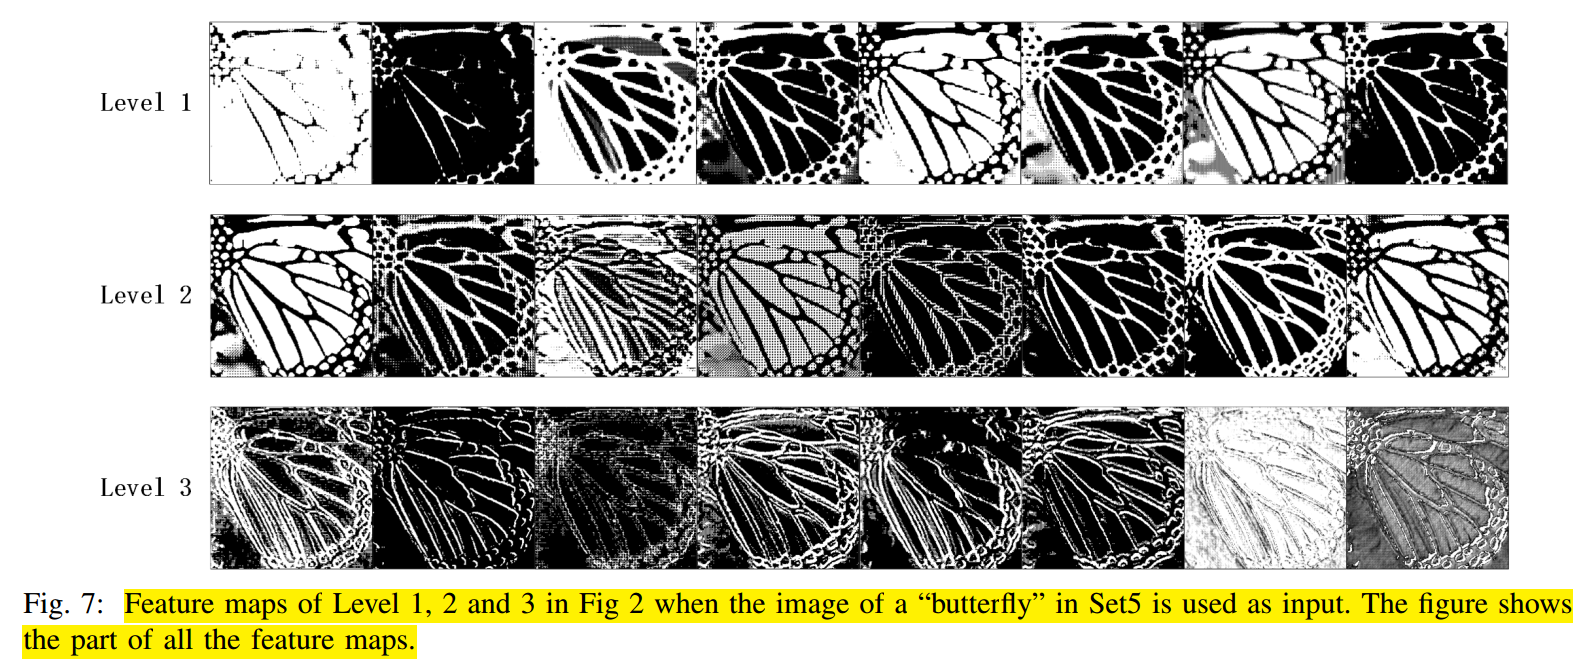 Level 1
Level 2
Level 3
Fig. 7: Feature maps of Level 1, 2 and 3 in Fig 2 when the image of a “butterfly” in Set5 is used as input. The figure shows
the part of all the feature maps.